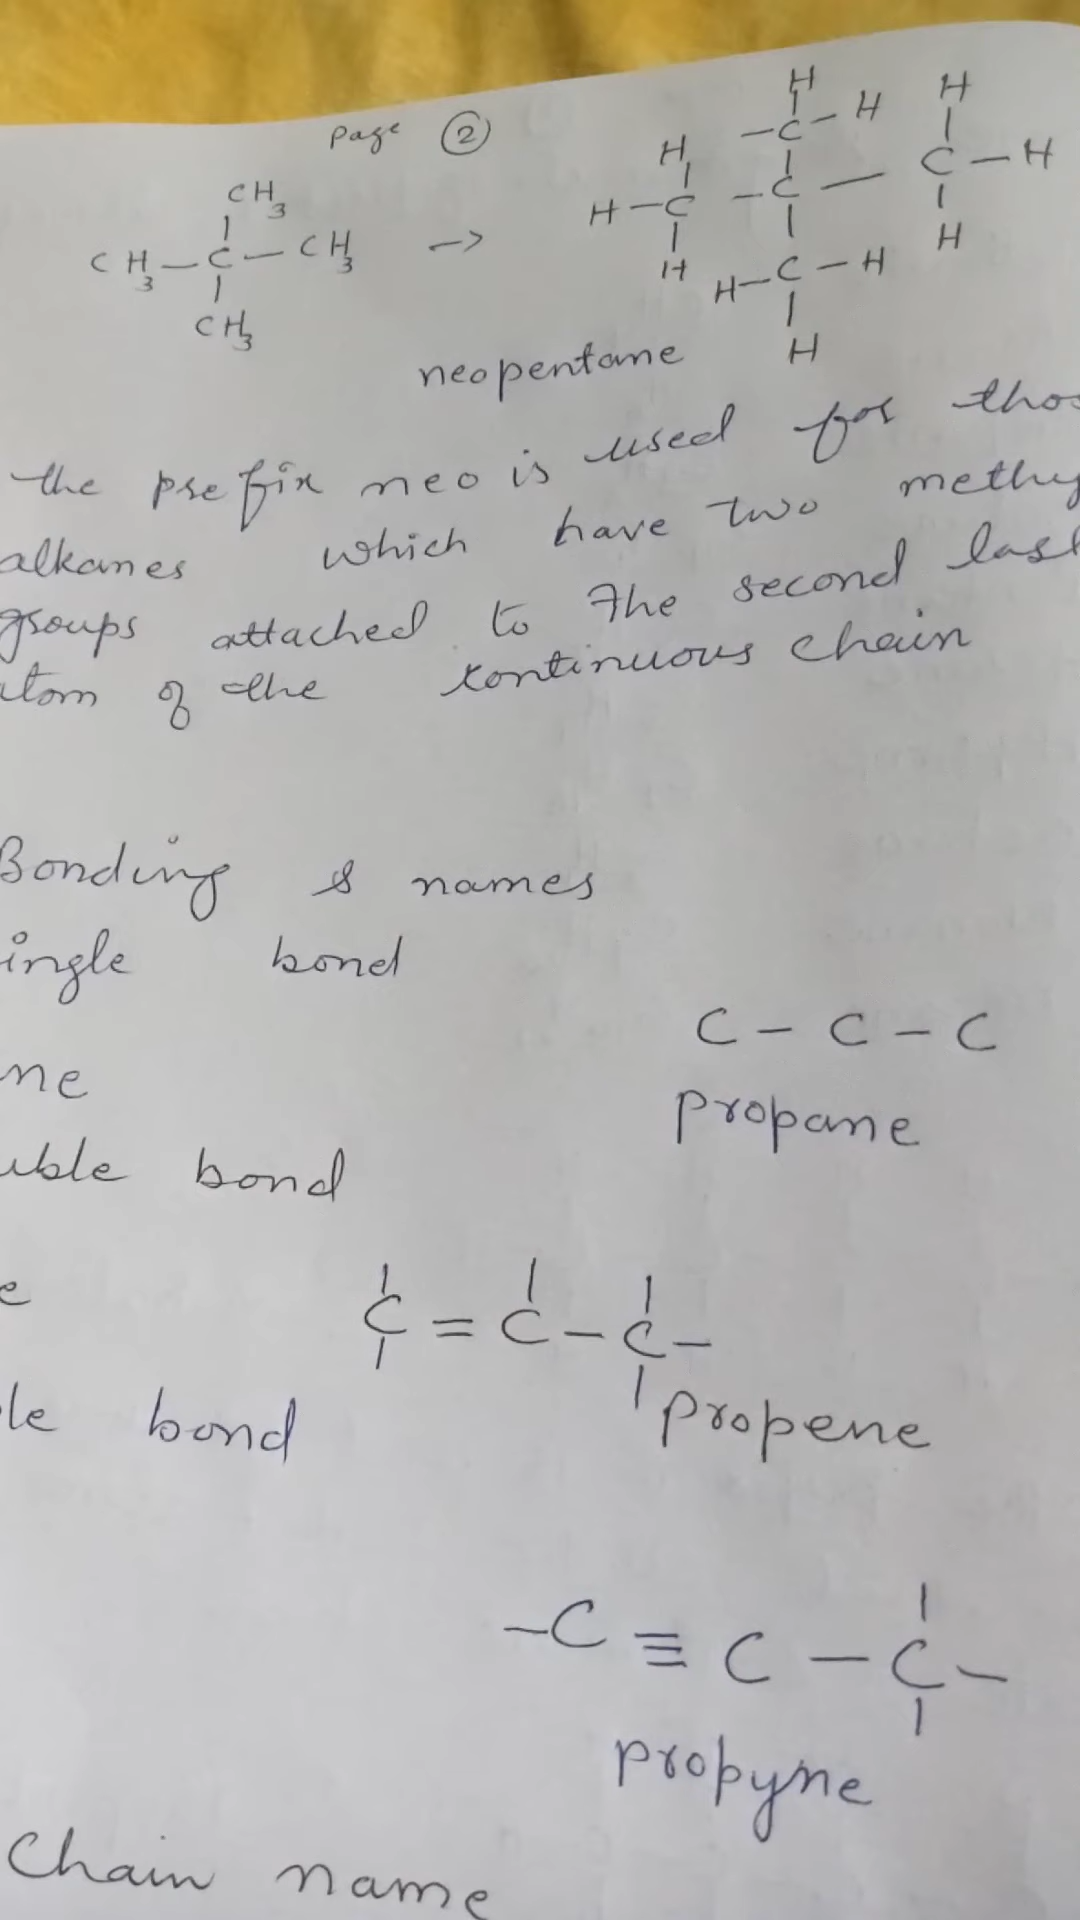 Page ②
CH3
CH3-C-CH3
CH3
->
H H
-C-H H
H C-H
H-C -C- H
H H-C-H
H
neopentane
the prefix neo is used for thos
alkanes which have two methy
groups attached to the second last
atom of the continuous chain
Bonding & names
ingle bond
C-C-C
ne
propane
uble bond
e
C=C-C-
propene
le bond
-C≡C-C-
propyne
Chain name